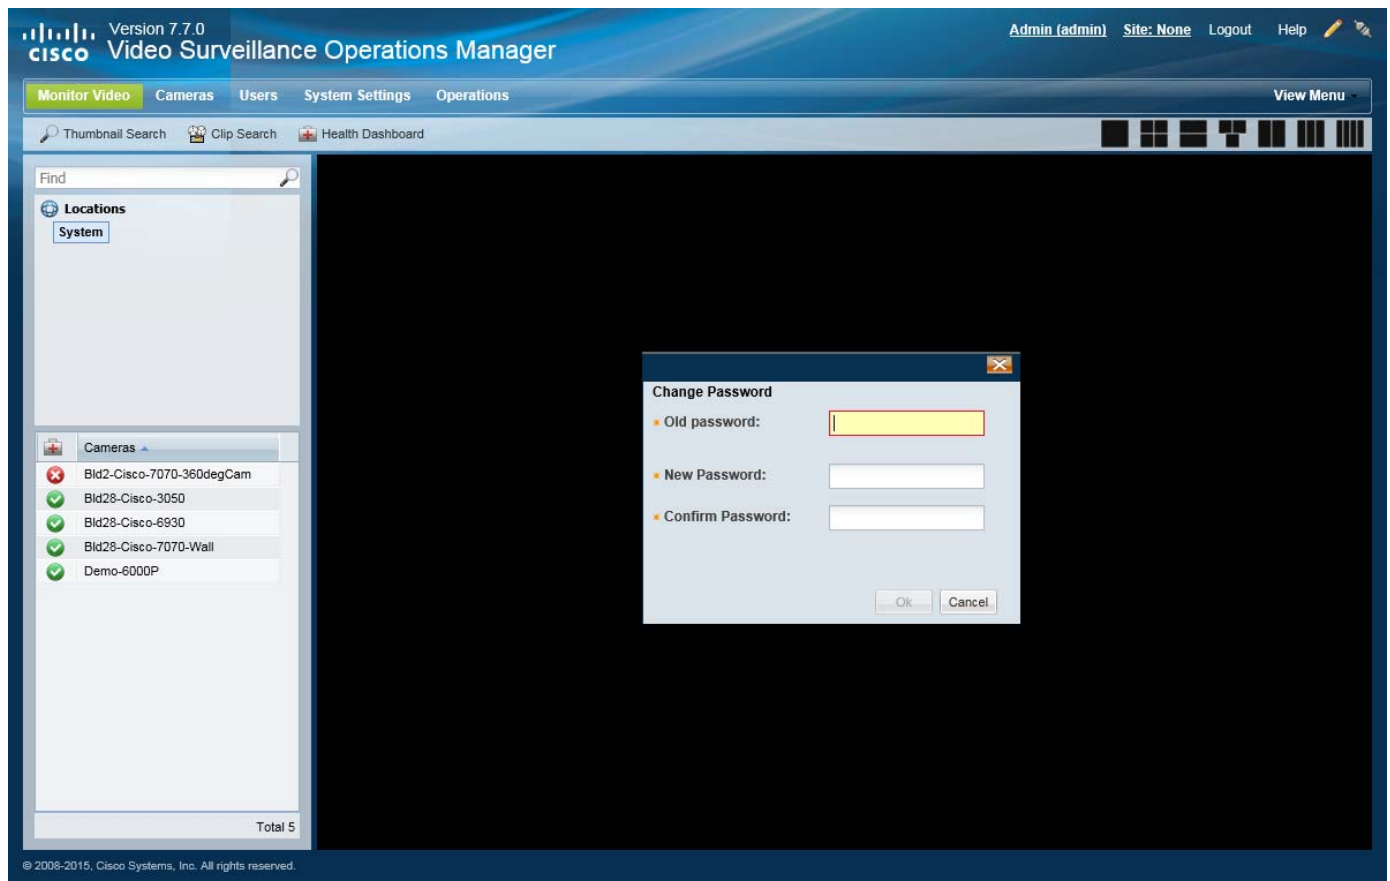 Version 7.7.0
cisco Video Surveillance Operations Manager
Admin (admin) Site: None Logout Help
Monitor Video Cameras Users System Settings Operations View Menu
Thumbnail Search Clip Search Health Dashboard
Find
Locations
System
Change Password
Old password:
New Password:
Confirm Password:
Ok Cancel
Cameras
Bld2-Cisco-7070-360degCam
Bld28-Cisco-3050
Bld28-Cisco-6930
Bld28-Cisco-7070-Wall
Demo-6000P
Total 5
© 2008-2015, Cisco Systems, Inc. All rights reserved.